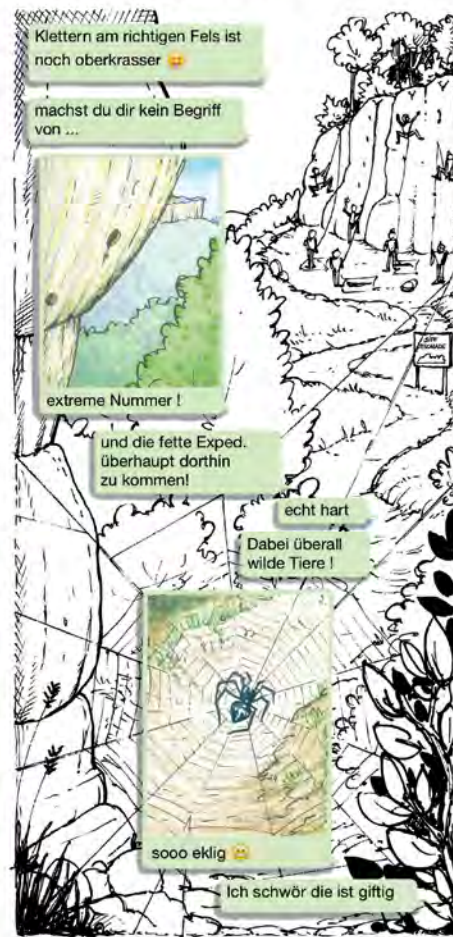 Klettern am richtigen Fels ist
noch oberkrasser 😄
machst du dir kein Begriff
von ...
extreme Nummer !
und die fette Exped.
überhaupt dorthin
zu kommen!
echt hart
Dabei überall
wilde Tiere !
sooo eklig 😬
Ich schwör die ist giftig